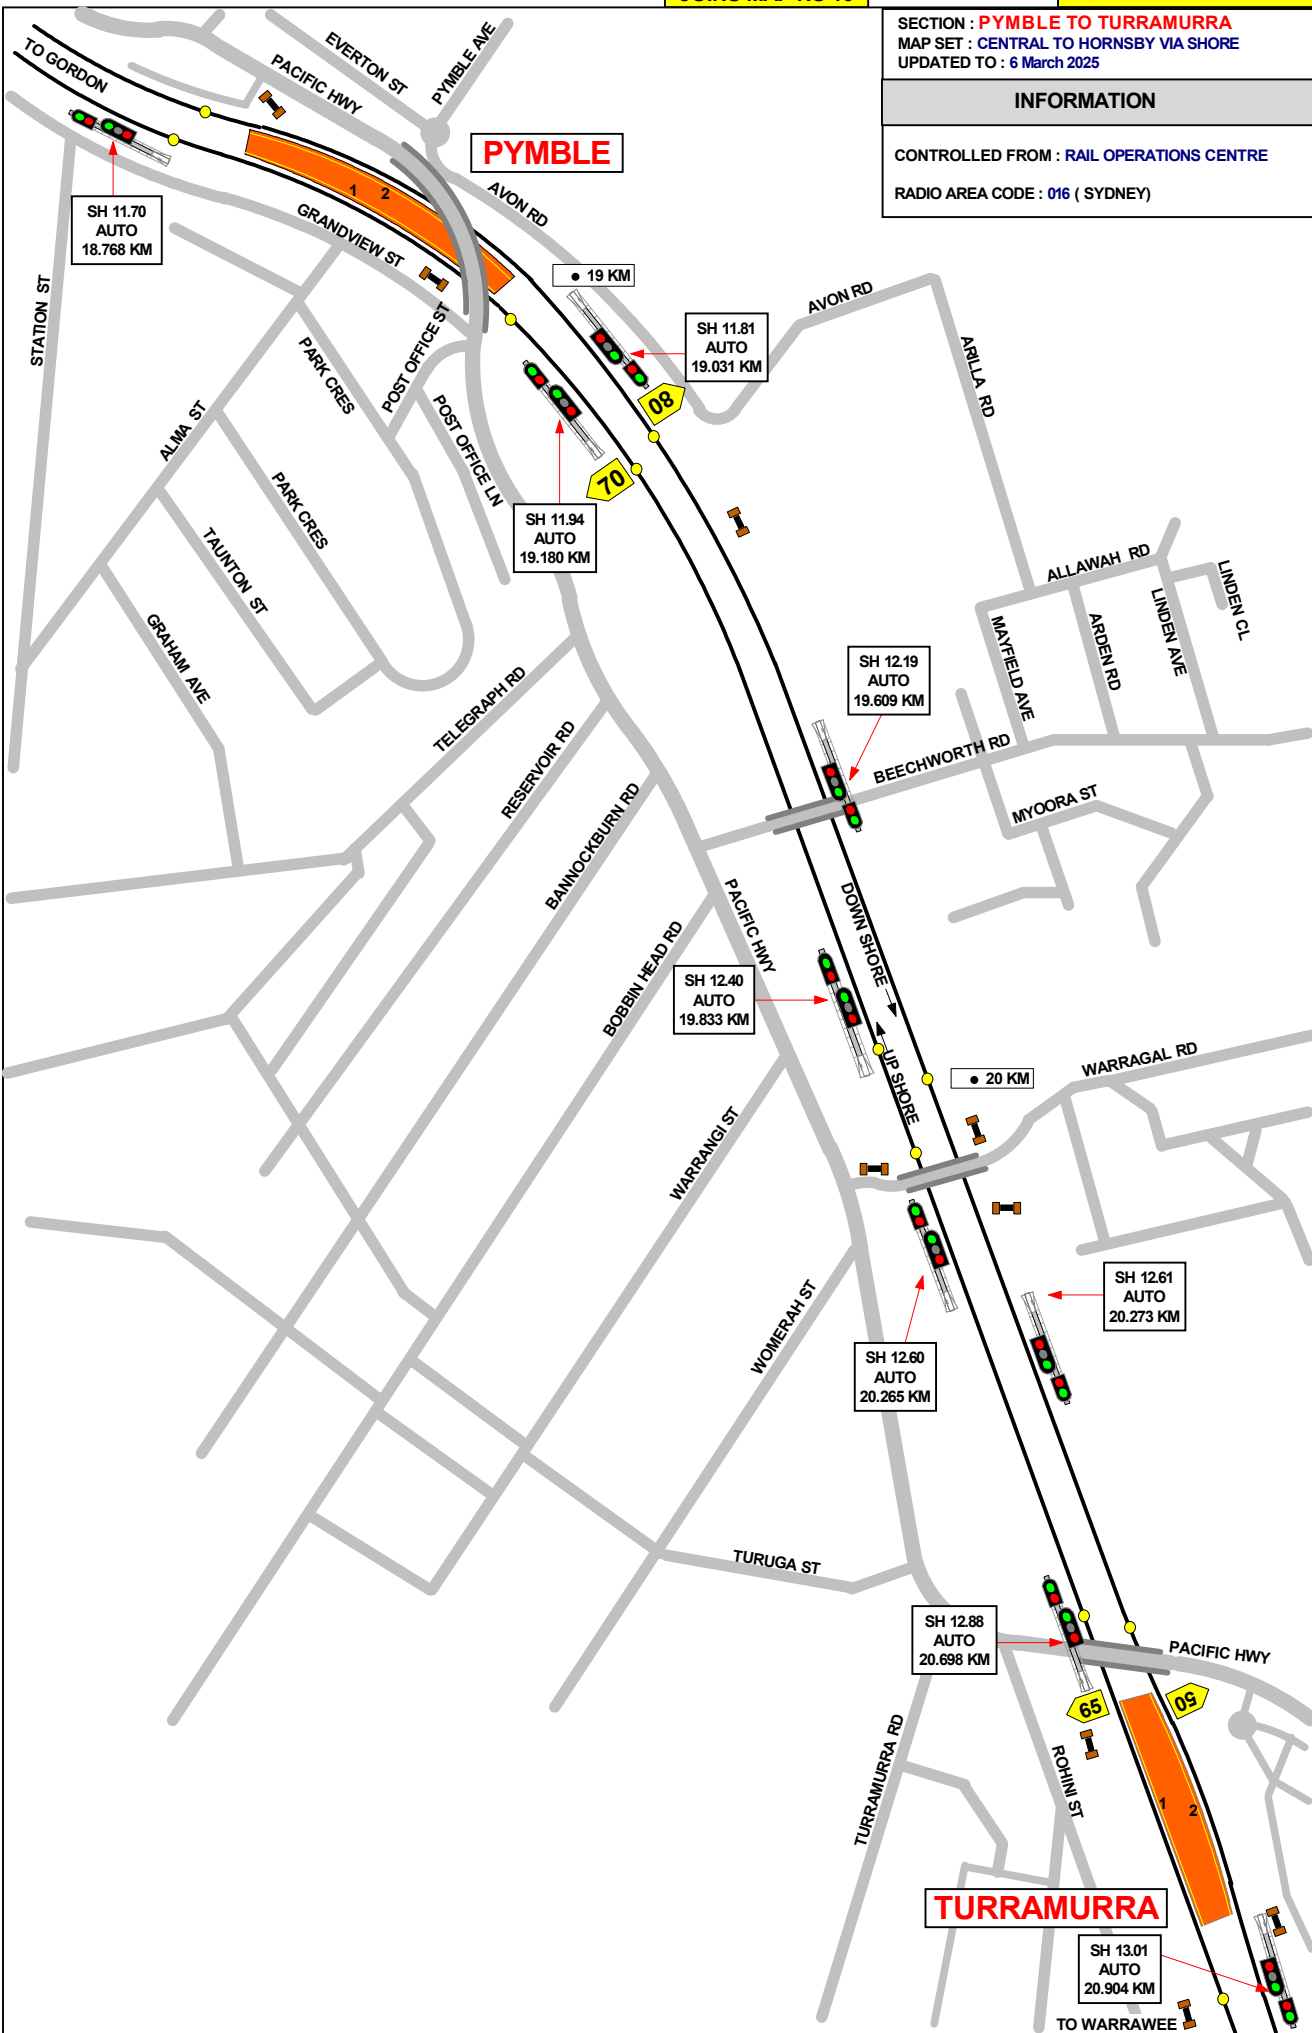 SECTION : PYMBLE TO TURRAMURRA
MAP SET : CENTRAL TO HORNSBY VIA SHORE
UPDATED TO : 6 March 2025
INFORMATION
CONTROLLED FROM : RAIL OPERATIONS CENTRE
RADIO AREA CODE : 016 ( SYDNEY)
TO GORDON
EVERTON ST
PYMBLE AVE
PACIFIC HWY
PYMBLE
1 2
AVON RD
SH 11.70
AUTO
18.768 KM
GRANDVIEW ST
STATION ST
19 KM
AVON RD
SH 11.81
AUTO
19.031 KM
POST OFFICE ST
PARK CRES
ARILLA RD
80
ALMA ST
POST OFFICE LN
70
PARK CRES
SH 11.94
AUTO
19.180 KM
TAUNTON ST
ALLAWAH RD
LINDEN CL
LINDEN AVE
ARDEN RD
MAYFIELD AVE
GRAHAM AVE
SH 12.19
AUTO
19.609 KM
TELEGRAPH RD
RESERVOIR RD
BEECHWORTH RD
MYOORA ST
BANNOCKBURN RD
PACIFIC HWY
DOWN SHORE
BOBBIN HEAD RD
SH 12.40
AUTO
19.833 KM
UP SHORE
20 KM
WARRAGAL RD
WARRANGI ST
SH 12.61
AUTO
20.273 KM
WOMERAH ST
SH 12.60
AUTO
20.265 KM
TURUGA ST
SH 12.88
AUTO
20.698 KM
PACIFIC HWY
65
50
TURRAMURRA RD
ROHINI ST
1 2
TURRAMURRA
SH 13.01
AUTO
20.904 KM
TO WARRAWEE